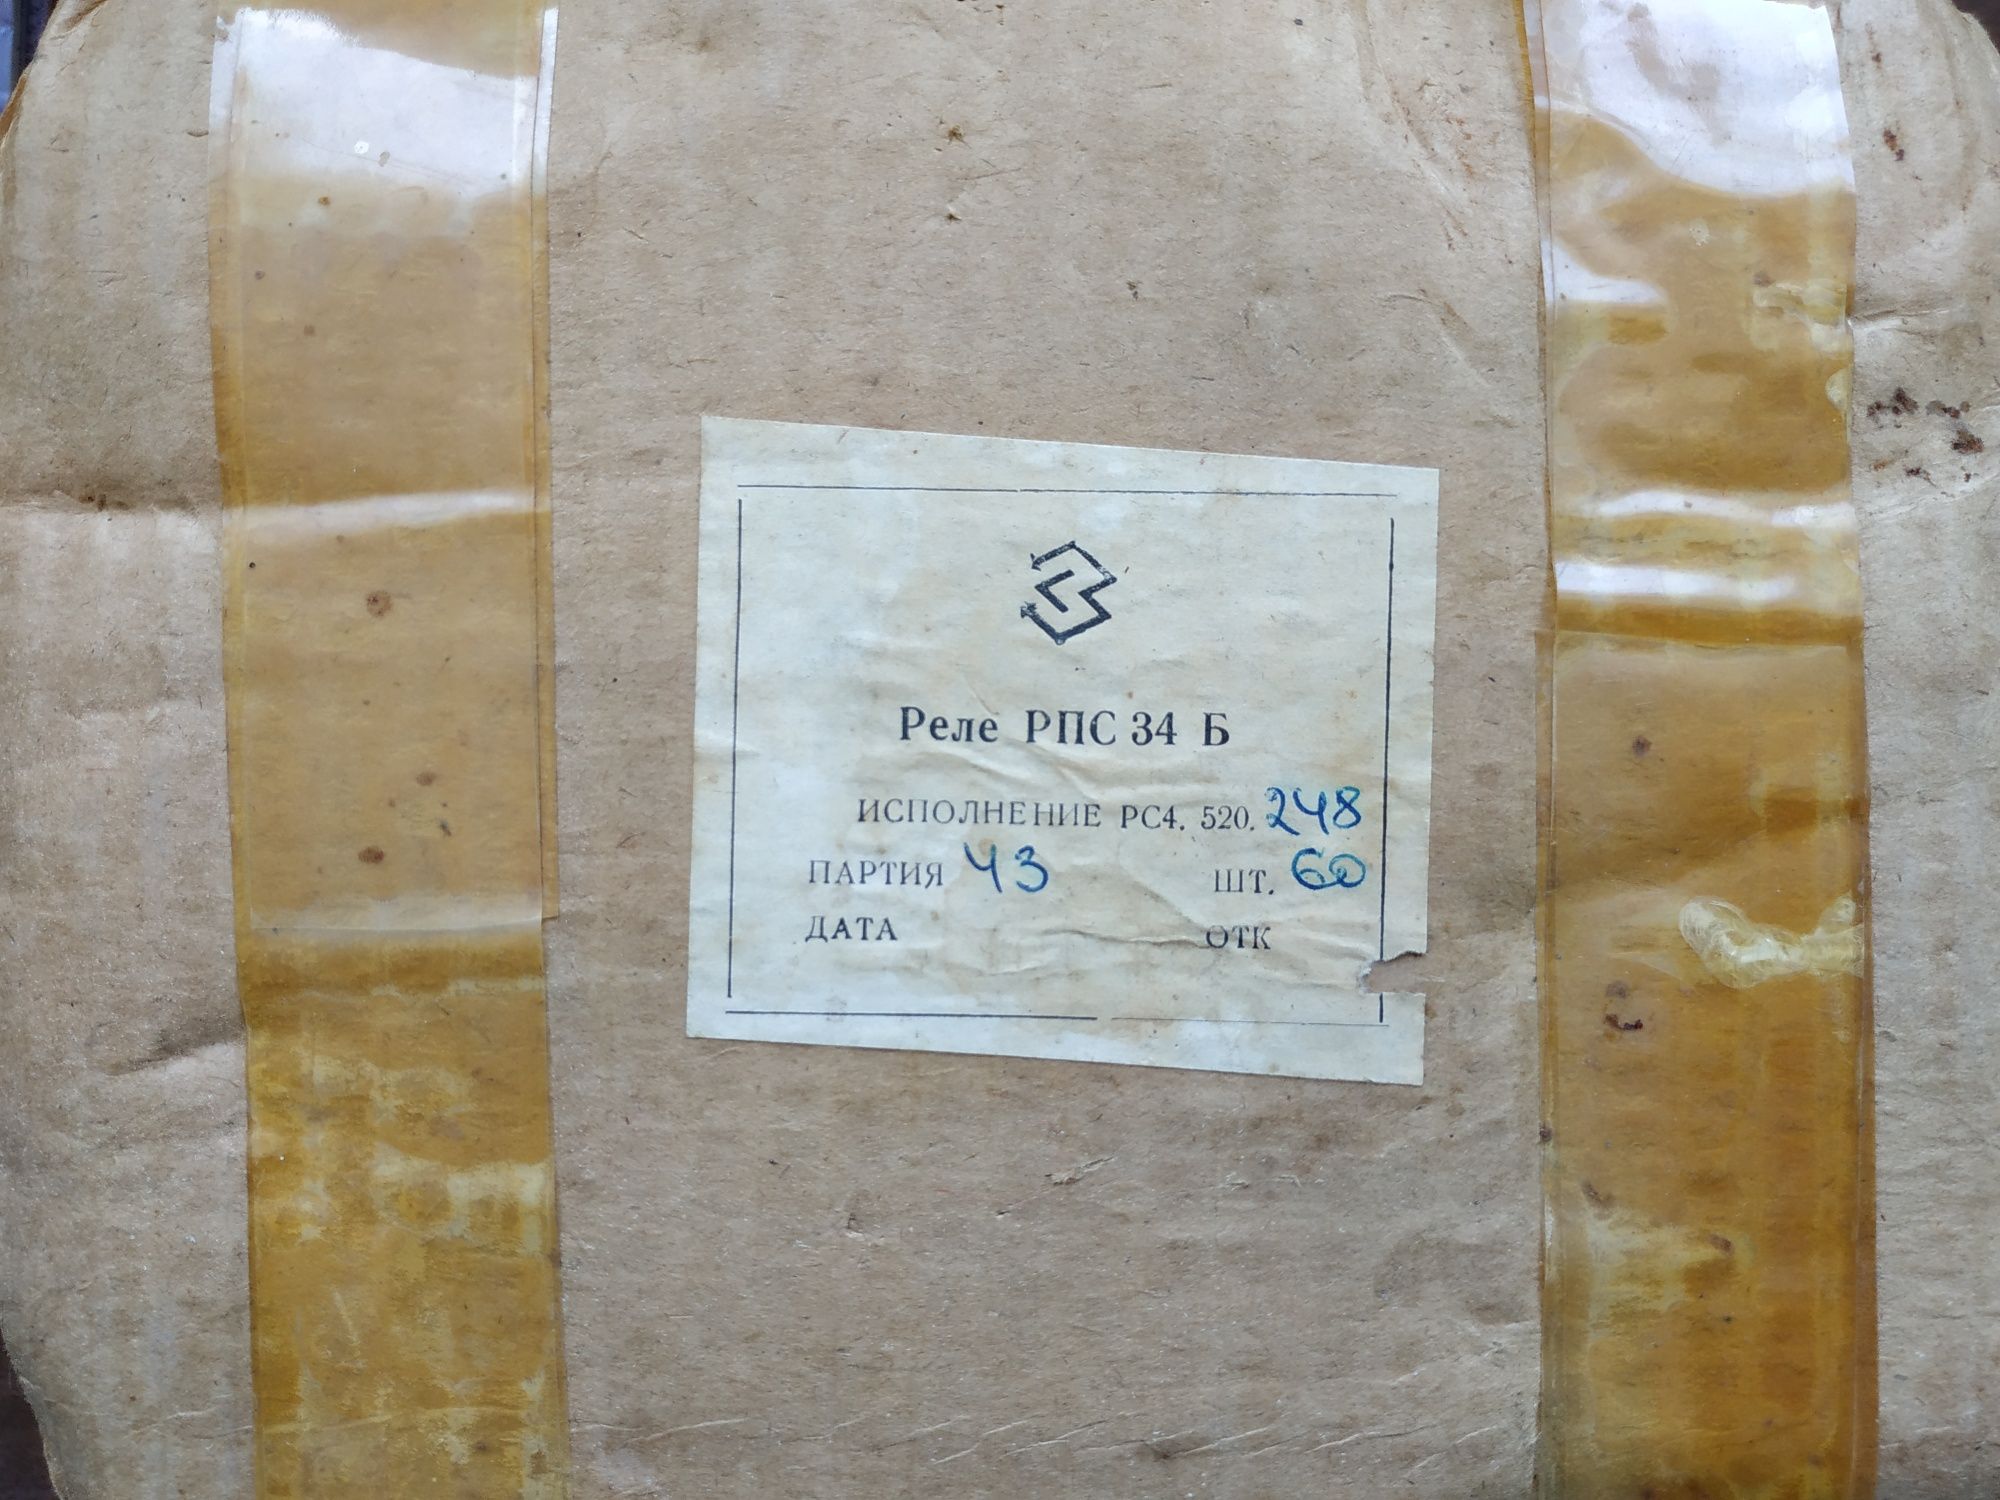 Реле РПС 34 Б
ИСПОЛНЕНИЕ РС4. 520. 248
ПАРТИЯ 43 ШТ. 60
ДАТА ОТК